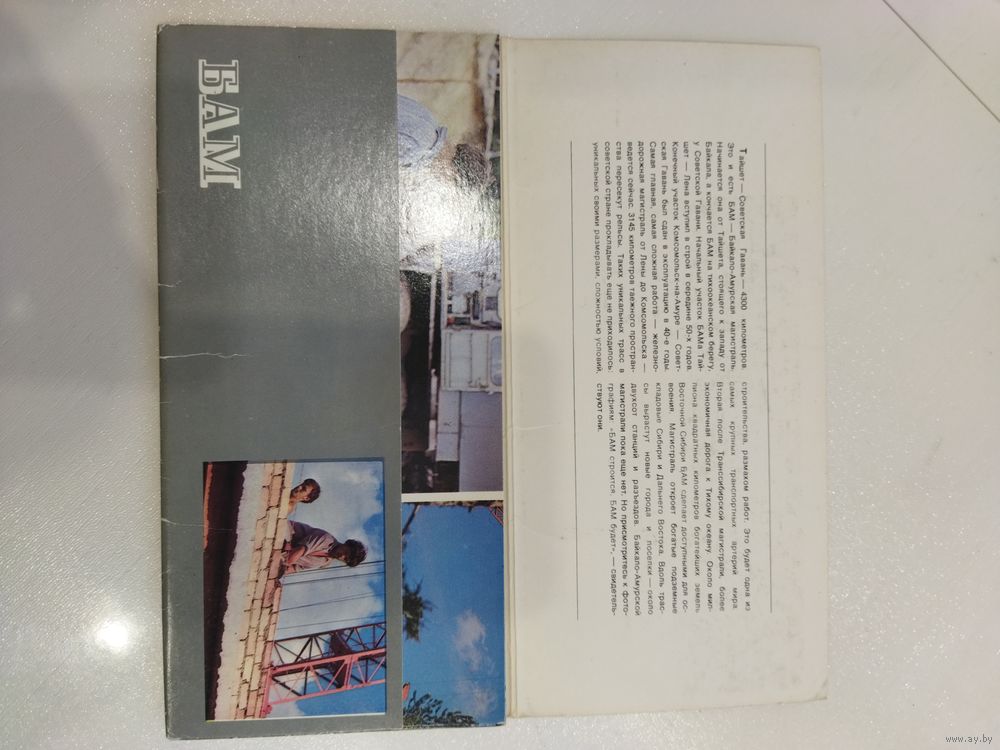 БАМ
Тайшет — Советская Гавань — 4300 километров.
Это и есть БАМ — Байкало-Амурская магистраль.
Начинается она от Тайшета, стоящего к западу от
Байкала, а кончается БАМ на тихоокеанском берегу,
у Советской Гавани. Начальный участок БАМа Тай-
шет — Лена вступил в строй в середине 50-х годов.
Конечный участок Комсомольск-на-Амуре — Совет-
ская Гавань был сдан в эксплуатацию в 40-е годы.
Самая главная, самая сложная работа — железно-
дорожная магистраль от Лены до Комсомольска —
ведется сейчас. 3145 километров таежного простран-
ства пересекут рельсы. Таких уникальных трасс в
советской стране прокладывать еще не приходилось:
уникальных своими размерами, сложностью условий,
строительства, размахом работ. Это будет одна из
самых крупных транспортных артерий мира.
Вторая после Транссибирской магистрали, более
экономичная дорога к Тихому океану. Около мил-
лиона квадратных километров богатейших земель
Восточной Сибири БАМ сделает доступными для ос-
воения. Магистраль откроет богатые подземные
кладовые Сибири и Дальнего Востока. Вдоль трас-
сы вырастут новые города и поселки — около
двухсот станций и разъездов. Байкало-Амурской
магистрали пока еще нет. Но присмотритесь к фото-
графиям: «БАМ строится. БАМ будет», — свидетель-
ствуют они.
www.ay.by